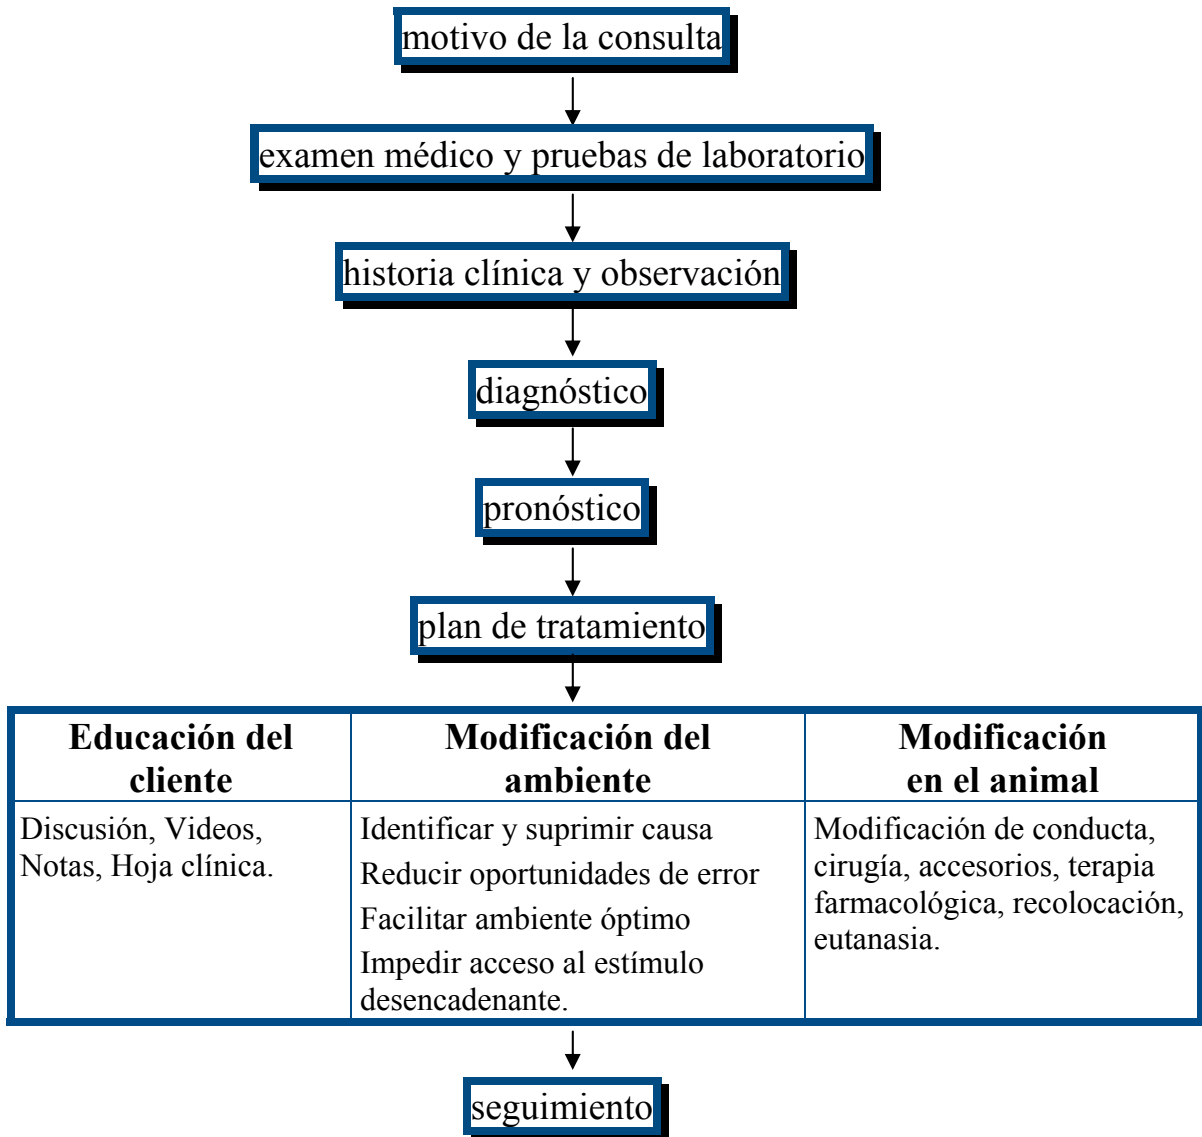 motivo de la consulta
examen médico y pruebas de laboratorio
historia clínica y observación
diagnóstico
pronóstico
plan de tratamiento
Educación del
cliente
Discusión, Videos,
Notas, Hoja clínica.
Modificación del
ambiente
Identificar y suprimir causa
Reducir oportunidades de error
Facilitar ambiente óptimo
Impedir acceso al estímulo
desencadenante.
Modificación
en el animal
Modificación de conducta,
cirugía, accesorios, terapia
farmacológica, recolocación,
eutanasia.
seguimiento